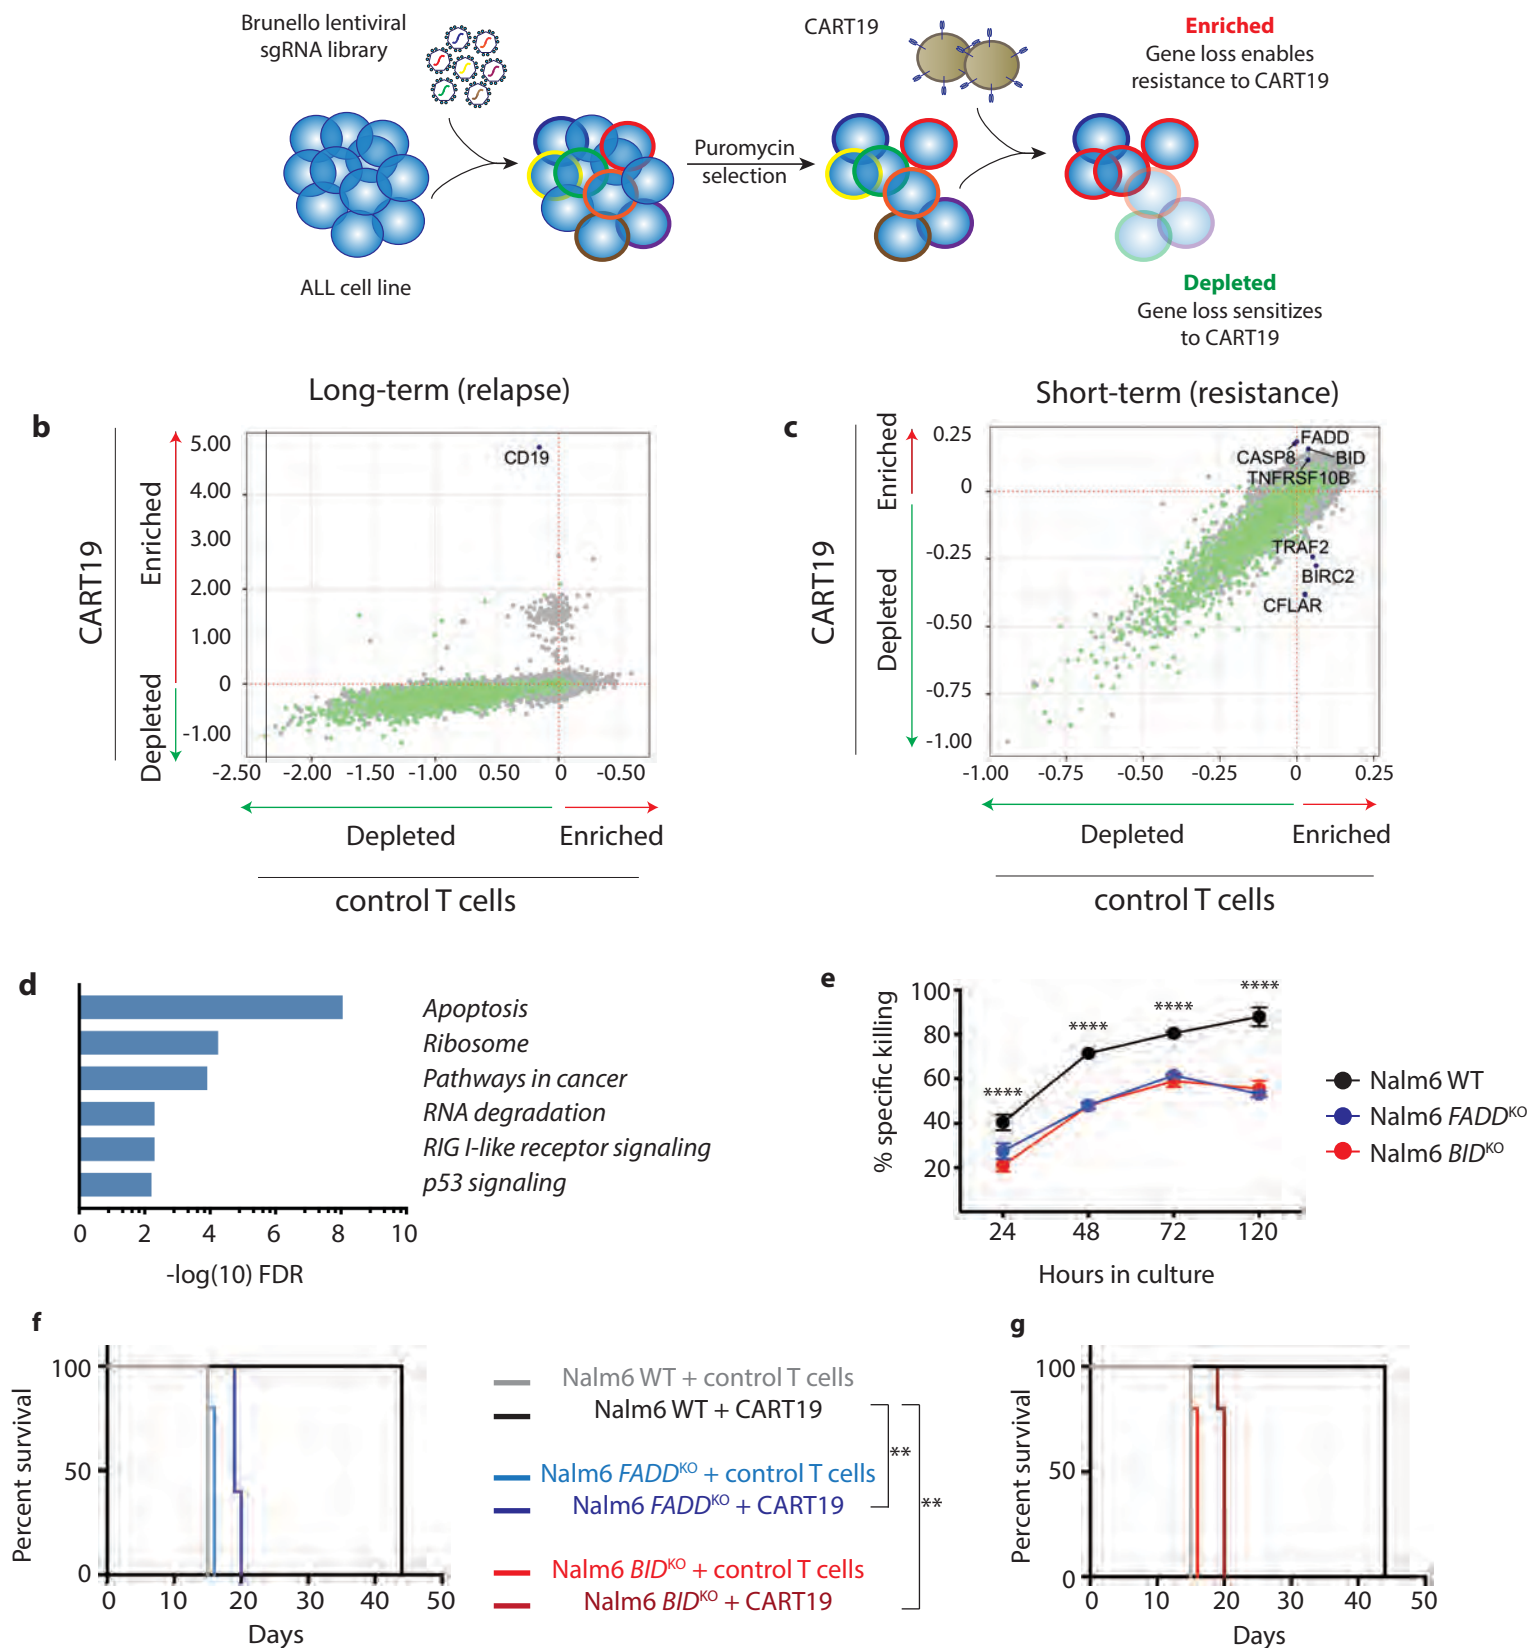 Brunello lentiviral
sgRNA library
CART19
Enriched
Gene loss enables
resistance to CART19
Puromycin
selection
ALL cell line
Depleted
Gene loss sensitizes
to CART19
b
Long-term (relapse)
CART19
Enriched
Depleted
5.00
4.00
3.00
2.00
1.00
0
-1.00
CD19
-2.50 -2.00 -1.50 -1.00 0.50 0 -0.50
Depleted Enriched
control T cells
c
Short-term (resistance)
CART19
Enriched
Depleted
0.25
0
-0.25
-0.50
-0.75
-1.00
FADD
CASP8 BID
TNFRSF10B
TRAF2
BIRC2
CFLAR
-1.00 -0.75 -0.50 -0.25 0 0.25
Depleted Enriched
control T cells
d
Apoptosis
Ribosome
Pathways in cancer
RNA degradation
RIG I-like receptor signaling
p53 signaling
0 2 4 6 8 10
-log(10) FDR
e
% specific killing
100
80
60
40
20
**** **** **** ****
24 48 72 120
Hours in culture
Nalm6 WT
Nalm6 FADDKO
Nalm6 BIDKO
f
Percent survival
100
50
0
0 10 20 30 40 50
Days
Nalm6 WT + control T cells
Nalm6 WT + CART19
Nalm6 FADDKO + control T cells
Nalm6 FADDKO + CART19
Nalm6 BIDKO + control T cells
Nalm6 BIDKO + CART19
**
**
g
Percent survival
100
50
0
0 10 20 30 40 50
Days